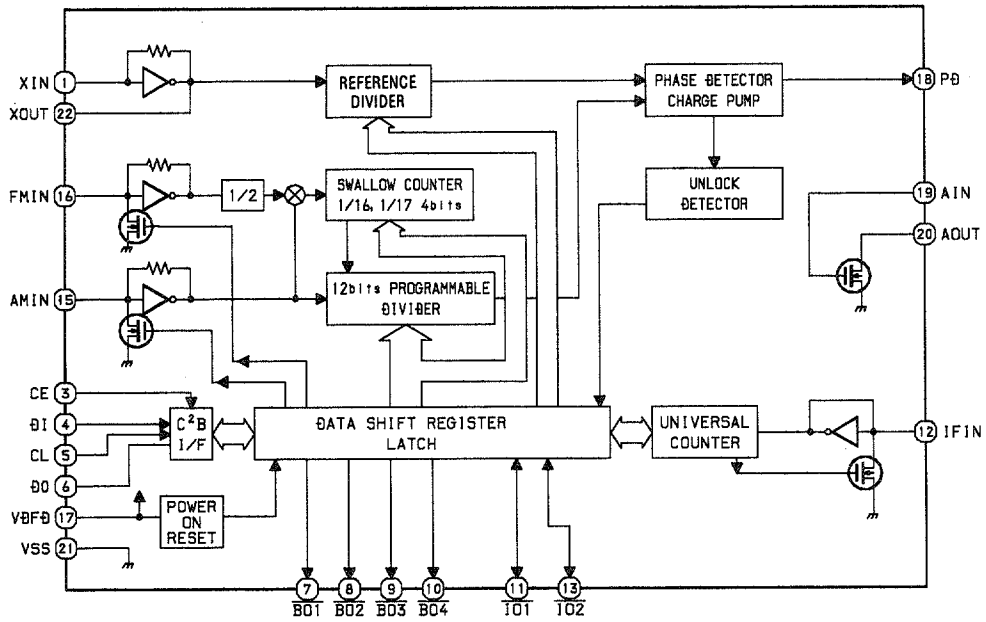 XIN 1
REFERENCE
DIVIDER
PHASE DETECTOR
CHARGE PUMP
18 PD
XOUT 22
FMIN 16
1/2
SWALLOW COUNTER
1/16, 1/17 4bits
UNLOCK
DETECTOR
19 AIN
20 AOUT
AMIN 15
12bits PROGRAMMABLE
DIVIDER
CE 3
DI 4
CL 5
DO 6
C²B
I/F
DATA SHIFT REGISTER
LATCH
UNIVERSAL
COUNTER
12 IFIN
VDFD 17
POWER
ON
RESET
VSS 21
7 8 9 10 11 13
BO1 BO2 BO3 BO4 IO1 IO2